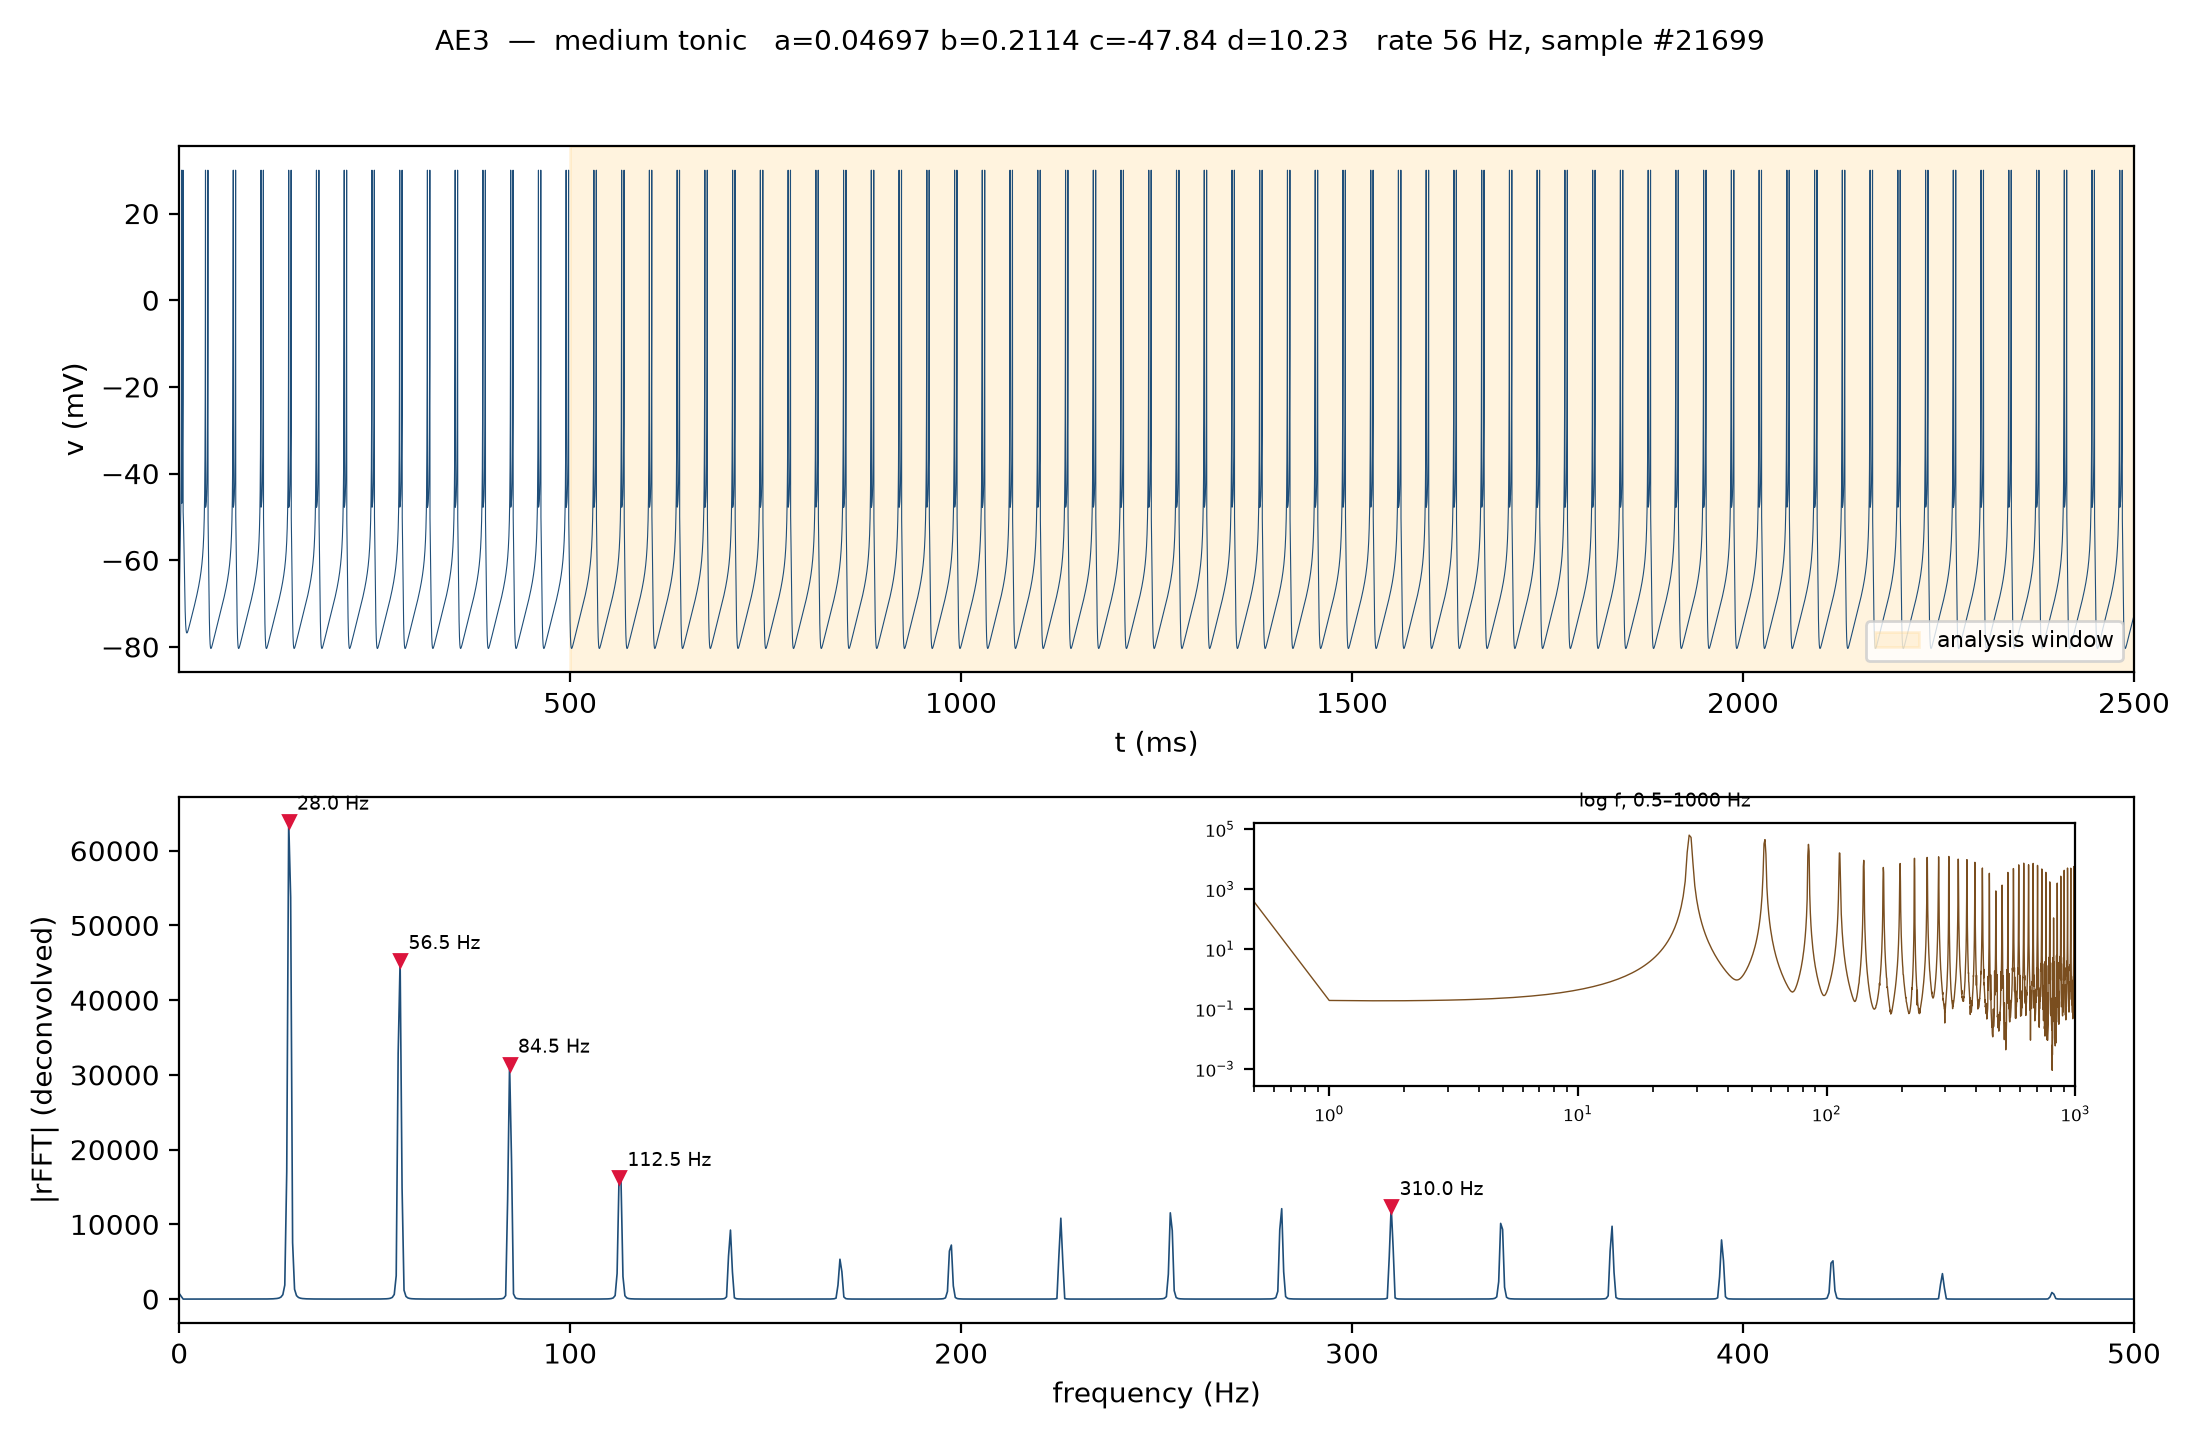 AE3 — medium tonic a=0.04697 b=0.2114 c=-47.84 d=10.23 rate 56 Hz, sample #21699
20
0
−20
−40
−60
−80
v (mV)
analysis window
500
1000
1500
2000
2500
t (ms)
28.0 Hz
56.5 Hz
84.5 Hz
112.5 Hz
310.0 Hz
log f, 0.5–1000 Hz
10^5
10^3
10^1
10^−1
10^−3
10^0
10^1
10^2
10^3
60000
50000
40000
30000
20000
10000
0
|rFFT| (deconvolved)
0
100
200
300
400
500
frequency (Hz)